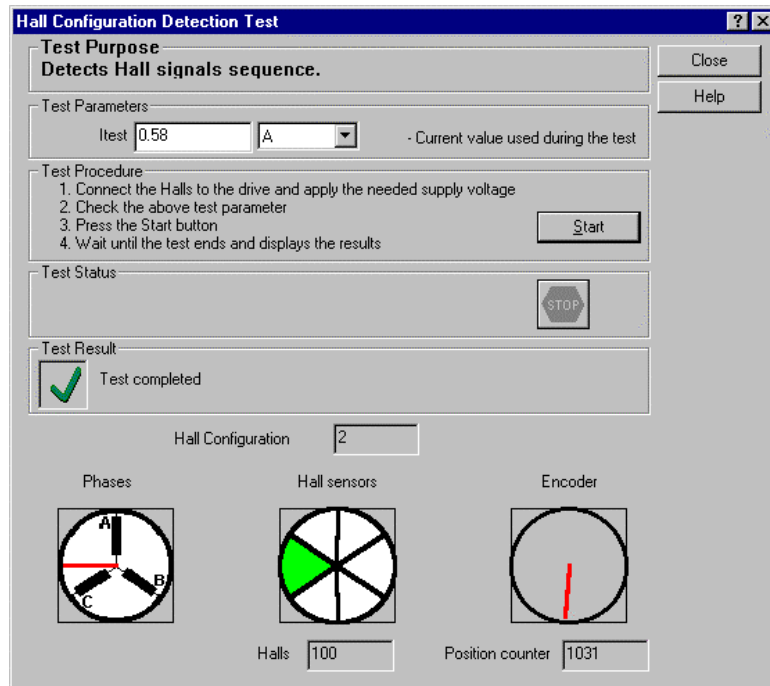 Hall Configuration Detection Test
Test Purpose
Detects Hall signals sequence.
Close
Help
Test Parameters
Itest 0.58 A - Current value used during the test
Test Procedure
1. Connect the Halls to the drive and apply the needed supply voltage
2. Check the above test parameter
3. Press the Start button
4. Wait until the test ends and displays the results
Start
Test Status
STOP
Test Result
Test completed
Hall Configuration 2
Phases Hall sensors Encoder
A
B
C
Halls 100 Position counter 1031